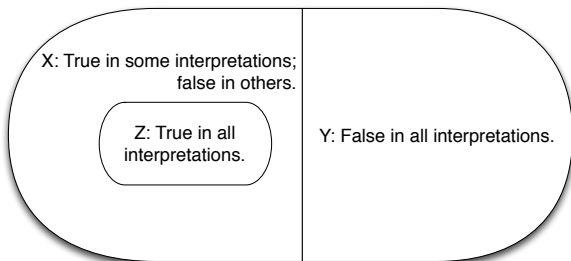 X: True in some interpretations;
false in others.
Z: True in all
interpretations.
Y: False in all interpretations.